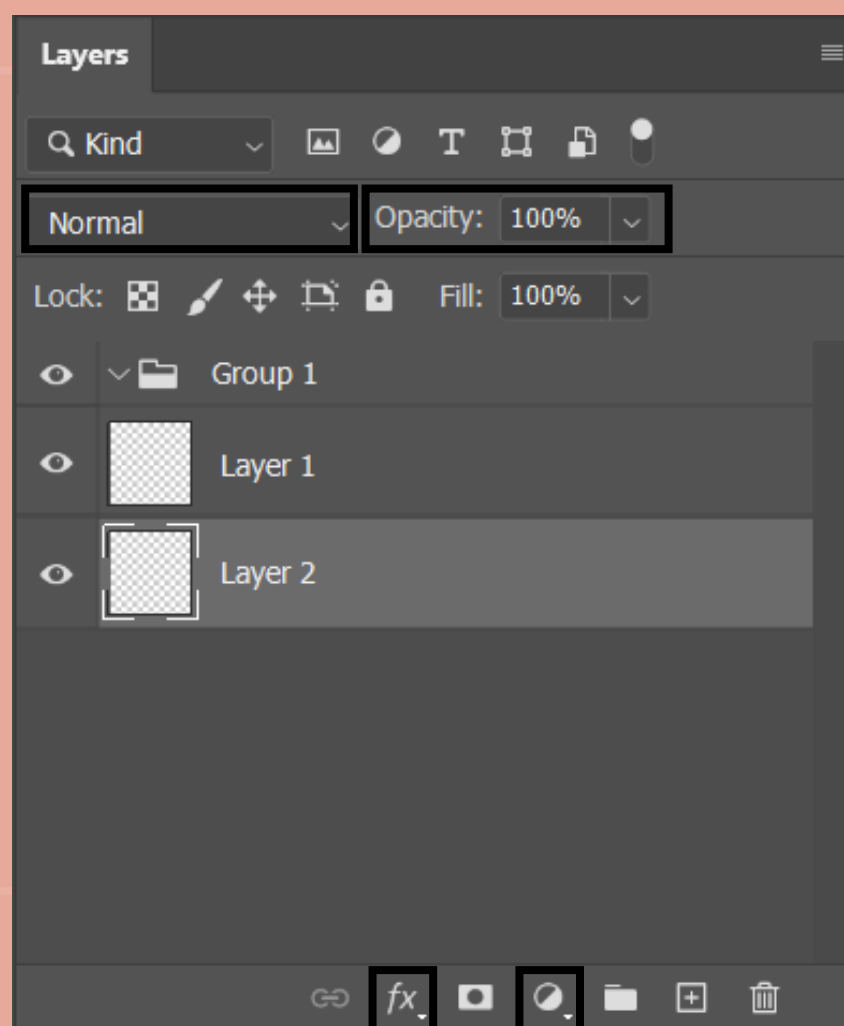 Layers
Kind
Normal Opacity: 100%
Lock: Fill: 100%
Group 1
Layer 1
Layer 2
fx